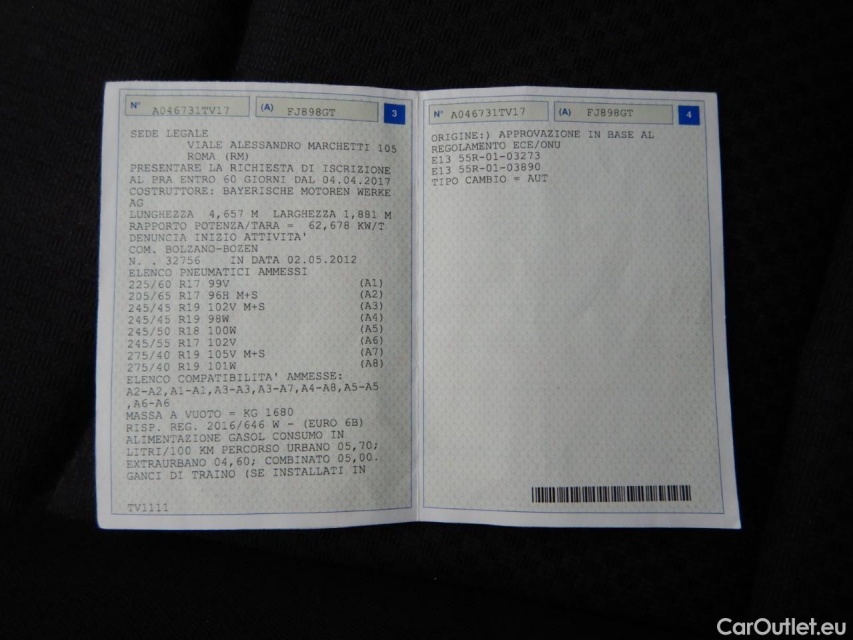 N° A046731TV17 (A) FJ898GT 3
SEDE LEGALE
VIALE ALESSANDRO MARCHETTI 105
ROMA (RM)
PRESENTARE LA RICHIESTA DI ISCRIZIONE
AL PRA ENTRO 60 GIORNI DAL 04.04.2017
COSTRUTTORE: BAYERISCHE MOTOREN WERKE
AG
LUNGHEZZA 4,657 M LARGHEZZA 1,881 M
RAPPORTO POTENZA/TARA = 62,678 KW/T
DENUNCIA INIZIO ATTIVITA'
COM. BOLZANO-BOZEN
N. . 32756 IN DATA 02.05.2012
ELENCO PNEUMATICI AMMESSI
225/60 R17 99V (A1)
205/65 R17 96H M+S (A2)
245/45 R19 102V M+S (A3)
245/45 R19 98W (A4)
245/50 R18 100W (A5)
245/55 R17 102V (A6)
275/40 R19 105V M+S (A7)
275/40 R19 101W (A8)
ELENCO COMPATIBILITA' AMMESSE:
A2-A2,A1-A1,A3-A3,A3-A7,A4-A8,A5-A5
,A6-A6
MASSA A VUOTO = KG 1680
RISP. REG. 2016/646 W - (EURO 6B)
ALIMENTAZIONE GASOL CONSUMO IN
LITRI/100 KM PERCORSO URBANO 05,70;
EXTRAURBANO 04,60; COMBINATO 05,00.
GANCI DI TRAINO (SE INSTALLATI IN
TV1111
N° A046731TV17 (A) FJ898GT 4
ORIGINE:) APPROVAZIONE IN BASE AL
REGOLAMENTO ECE/ONU
E13 55R-01-03273
E13 55R-01-03890
TIPO CAMBIO = AUT
CarOutlet.eu